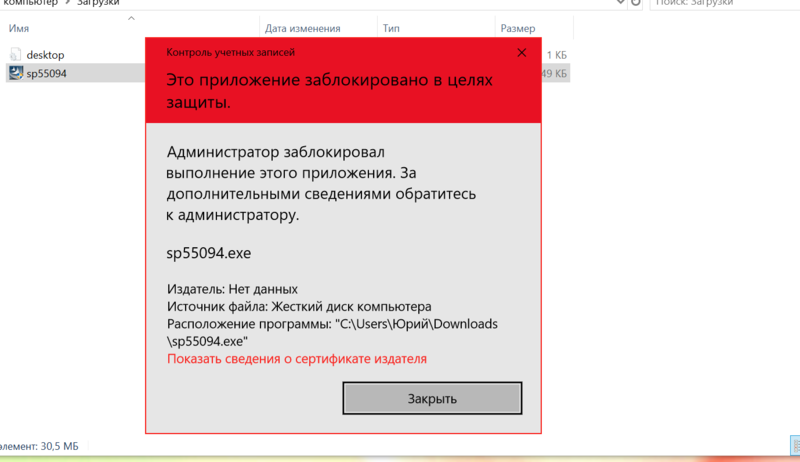 компьютер > Загрузки
Поиск: Загрузки
Имя
Дата изменения
Тип
Размер
desktop
1 КБ
sp55094
49 КБ
Контроль учетных записей
Это приложение заблокировано в целях
защиты.
Администратор заблокировал
выполнение этого приложения. За
дополнительными сведениями обратитесь
к администратору.
sp55094.exe
Издатель: Нет данных
Источник файла: Жесткий диск компьютера
Расположение программы: "C:\Users\Юрий\Downloads
\sp55094.exe"
Показать сведения о сертификате издателя
Закрыть
элемент: 30,5 МБ